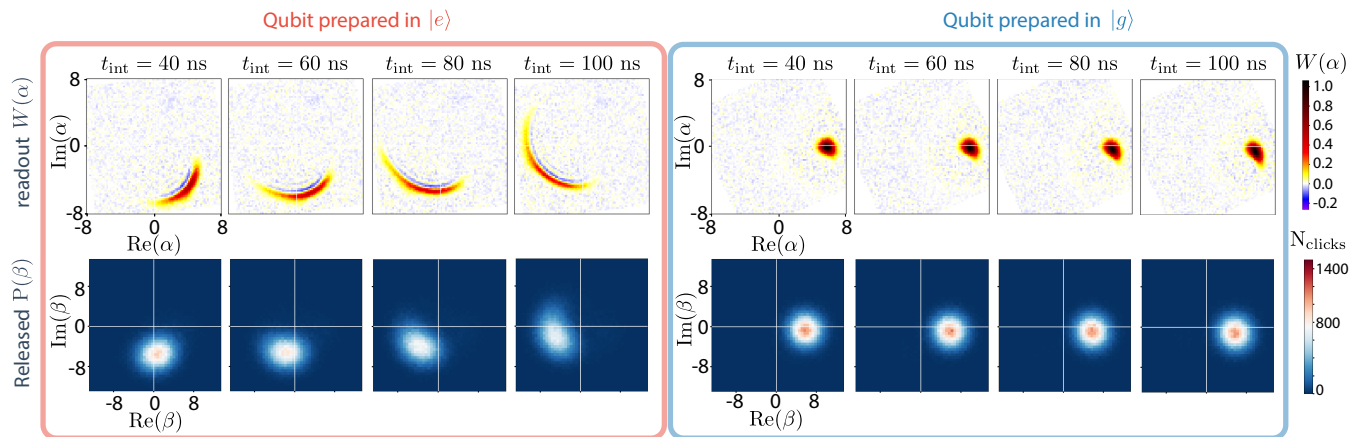 Qubit prepared in |e⟩
Qubit prepared in |g⟩
t_int = 40 ns
t_int = 60 ns
t_int = 80 ns
t_int = 100 ns
t_int = 40 ns
t_int = 60 ns
t_int = 80 ns
t_int = 100 ns
W(α)
readout W(α)
Im(α)
8
0
-8
-8
0
8
Re(α)
Im(α)
8
0
-8
-8
0
8
Re(α)
1.0
0.8
0.6
0.4
0.2
0.0
-0.2
Released P(β)
Im(β)
8
0
-8
-8
0
8
Re(β)
Im(β)
8
0
-8
-8
0
8
Re(β)
N_clicks
1400
800
0